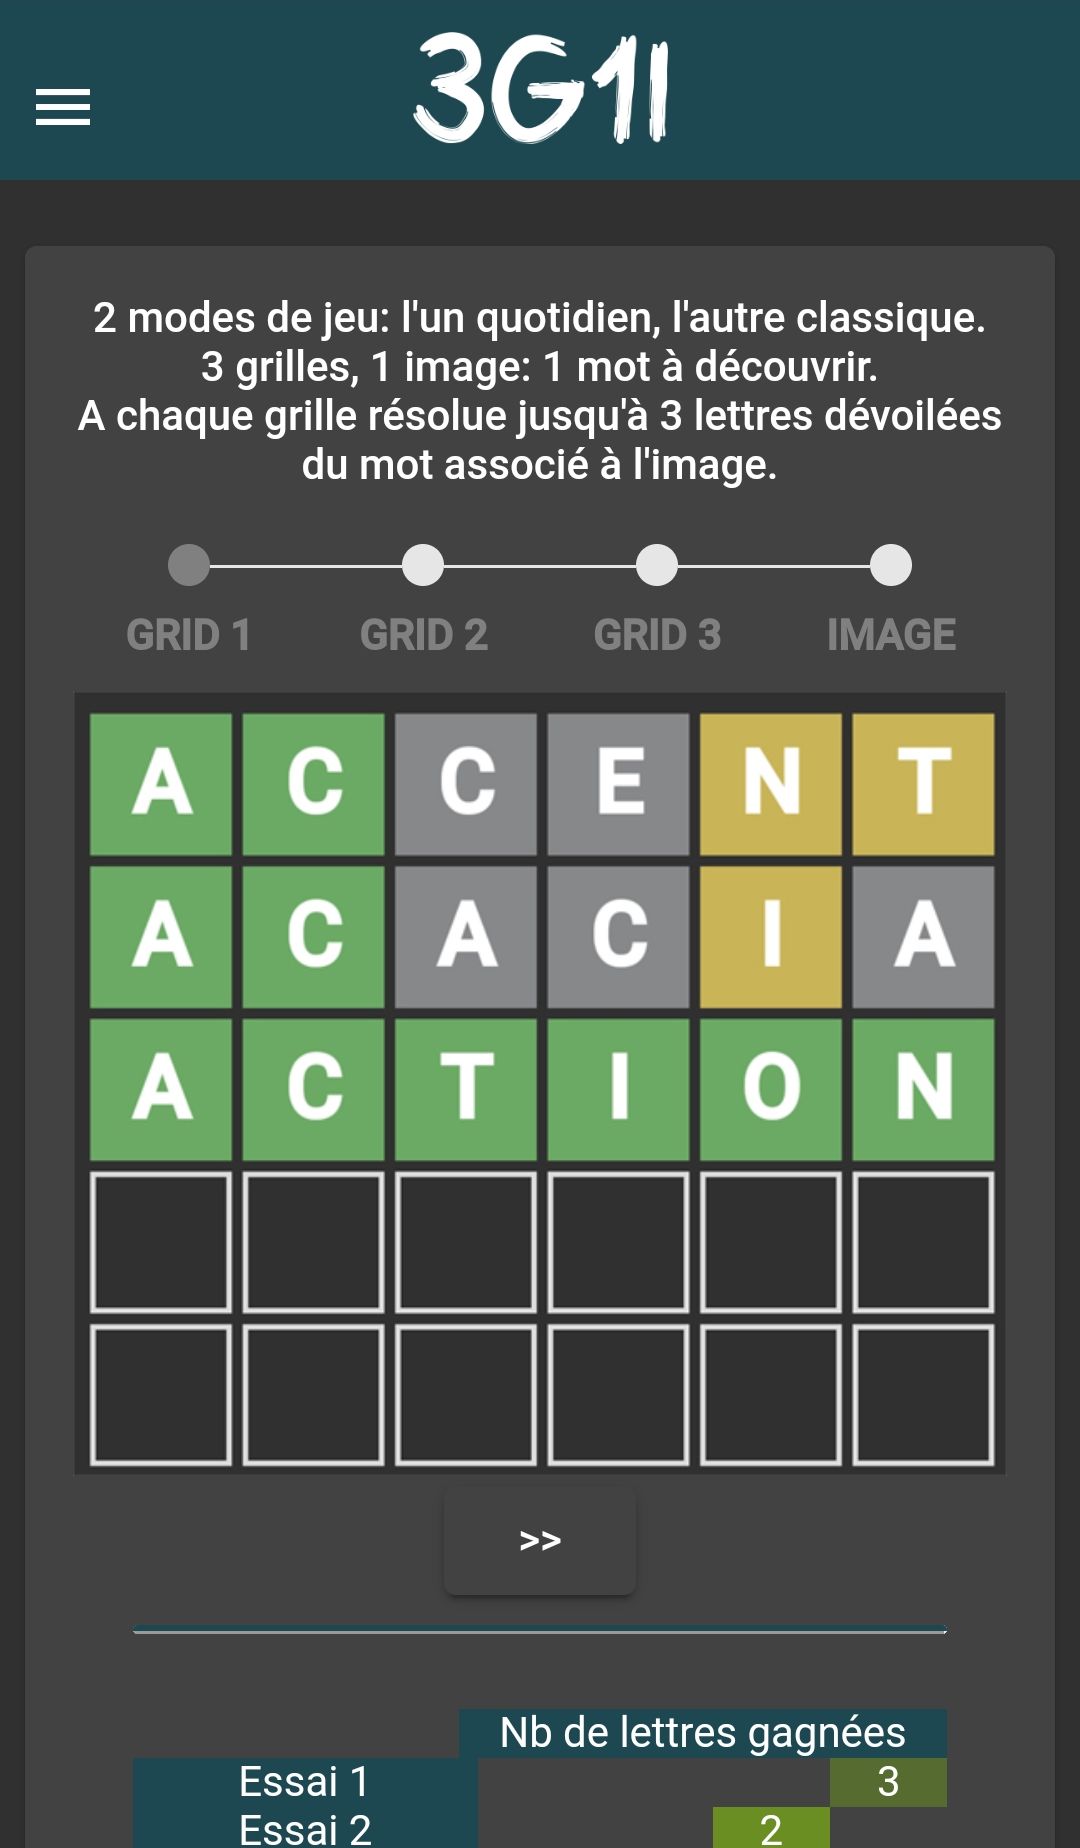 3G1I
2 modes de jeu: l'un quotidien, l'autre classique.
3 grilles, 1 image: 1 mot à découvrir.
A chaque grille résolue jusqu'à 3 lettres dévoilées
du mot associé à l'image.
GRID 1 GRID 2 GRID 3 IMAGE
A C C E N T
A C A C I A
A C T I O N
>>
Nb de lettres gagnées
Essai 1 3
Essai 2 2